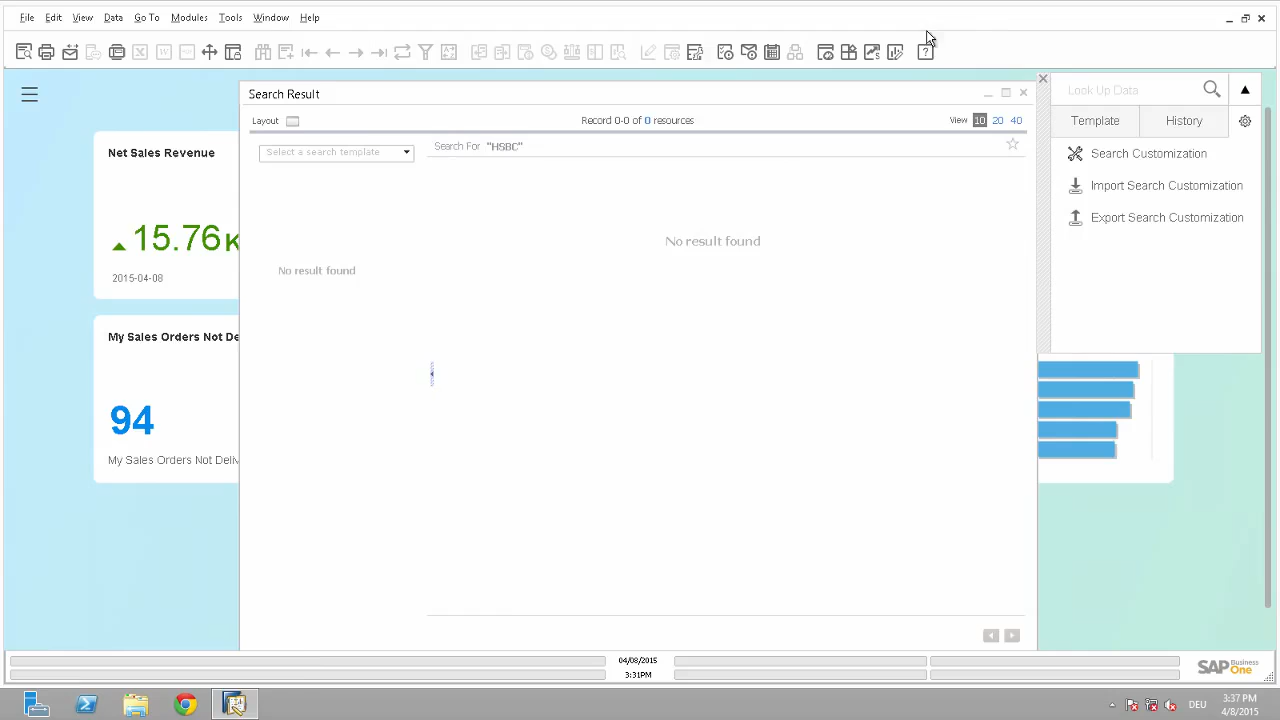 File Edit View Data Go To Modules Tools Window Help
Search Result
Look Up Data
Layout
Record 0-0 of 0 resources
View 10 20 40
Template History
Select a search template
Search For "HSBC"
Search Customization
Import Search Customization
Export Search Customization
No result found
No result found
Net Sales Revenue
15.76K
2015-04-08
My Sales Orders Not De
94
My Sales Orders Not Deliv
04/08/2015
3:31PM
SAP Business One
DEU
3:37 PM
4/8/2015